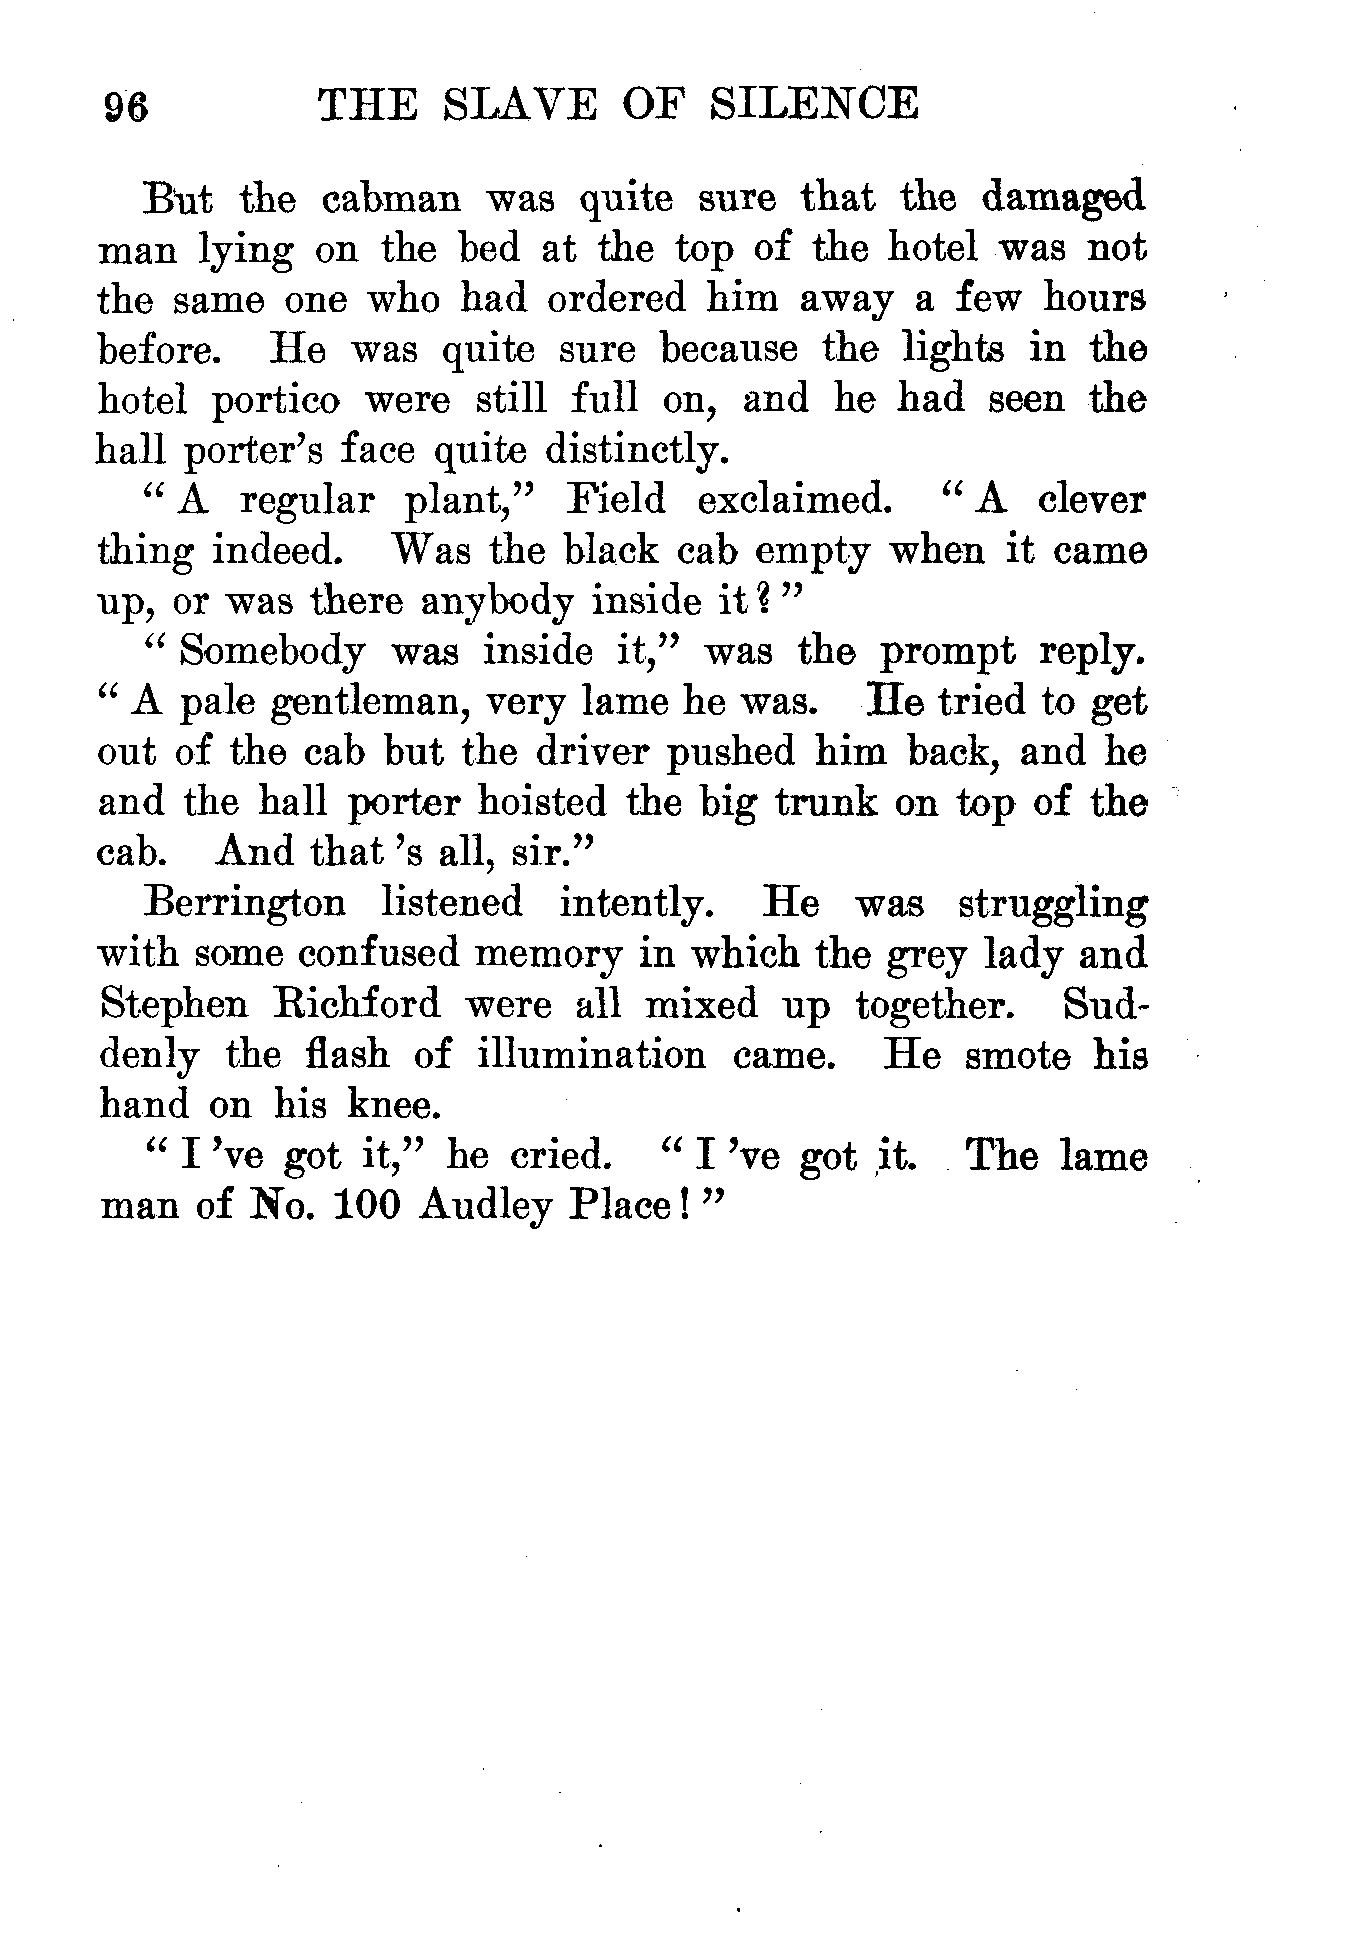 96 THE SLAVE OF SILENCE
But the cabman was quite sure that the damaged
man lying on the bed at the top of the hotel was not
the same one who had ordered him away a few hours
before. He was quite sure because the lights in the
hotel portico were still full on, and he had seen the
hall porter's face quite distinctly.
“ A regular plant,” Field exclaimed. “ A clever
thing indeed. Was the black cab empty when it came
up, or was there anybody inside it? ”
“ Somebody was inside it,” was the prompt reply.
“ A pale gentleman, very lame he was. He tried to get
out of the cab but the driver pushed him back, and he
and the hall porter hoisted the big trunk on top of the
cab. And that 's all, sir.”
Berrington listened intently. He was struggling
with some confused memory in which the grey lady and
Stephen Richford were all mixed up together. Sud-
denly the flash of illumination came. He smote his
hand on his knee.
“ I 've got it,” he cried. “ I 've got it. The lame
man of No. 100 Audley Place! ”